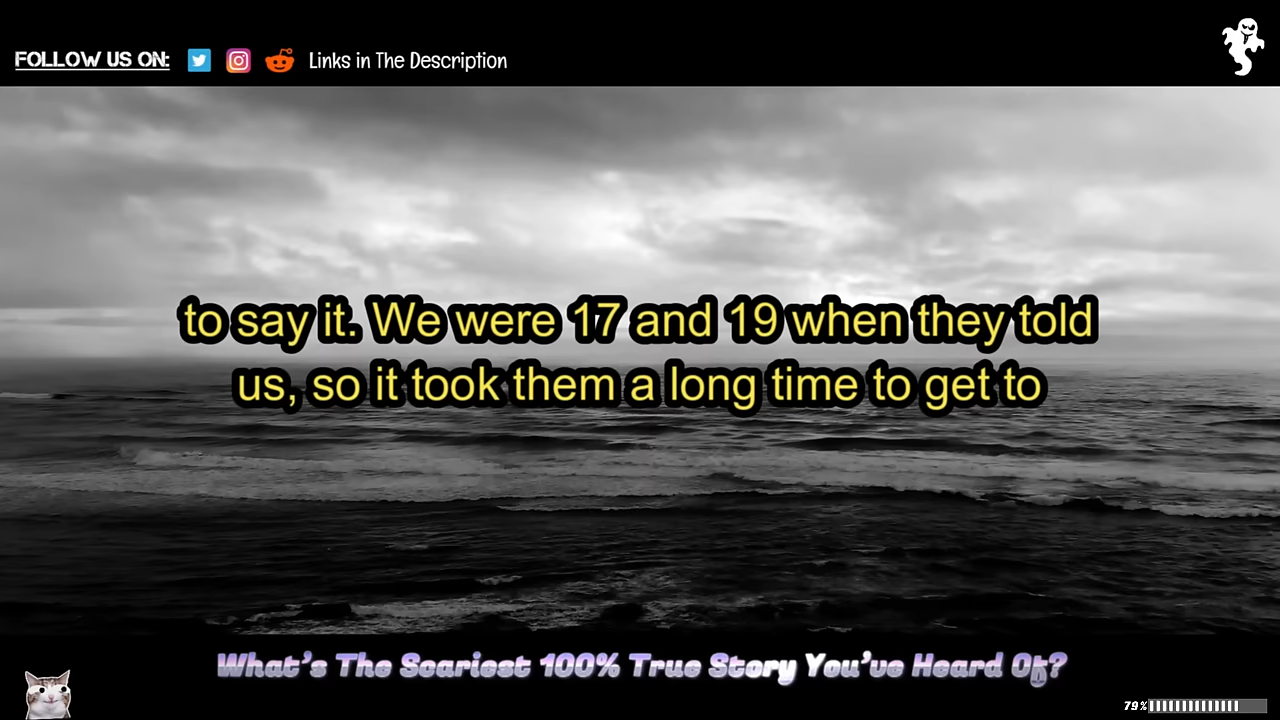 FOLLOW US ON: Links in The Description
to say it. We were 17 and 19 when they told
us, so it took them a long time to get to
What's The Scariest 100% True Story You've Heard Of?
79%